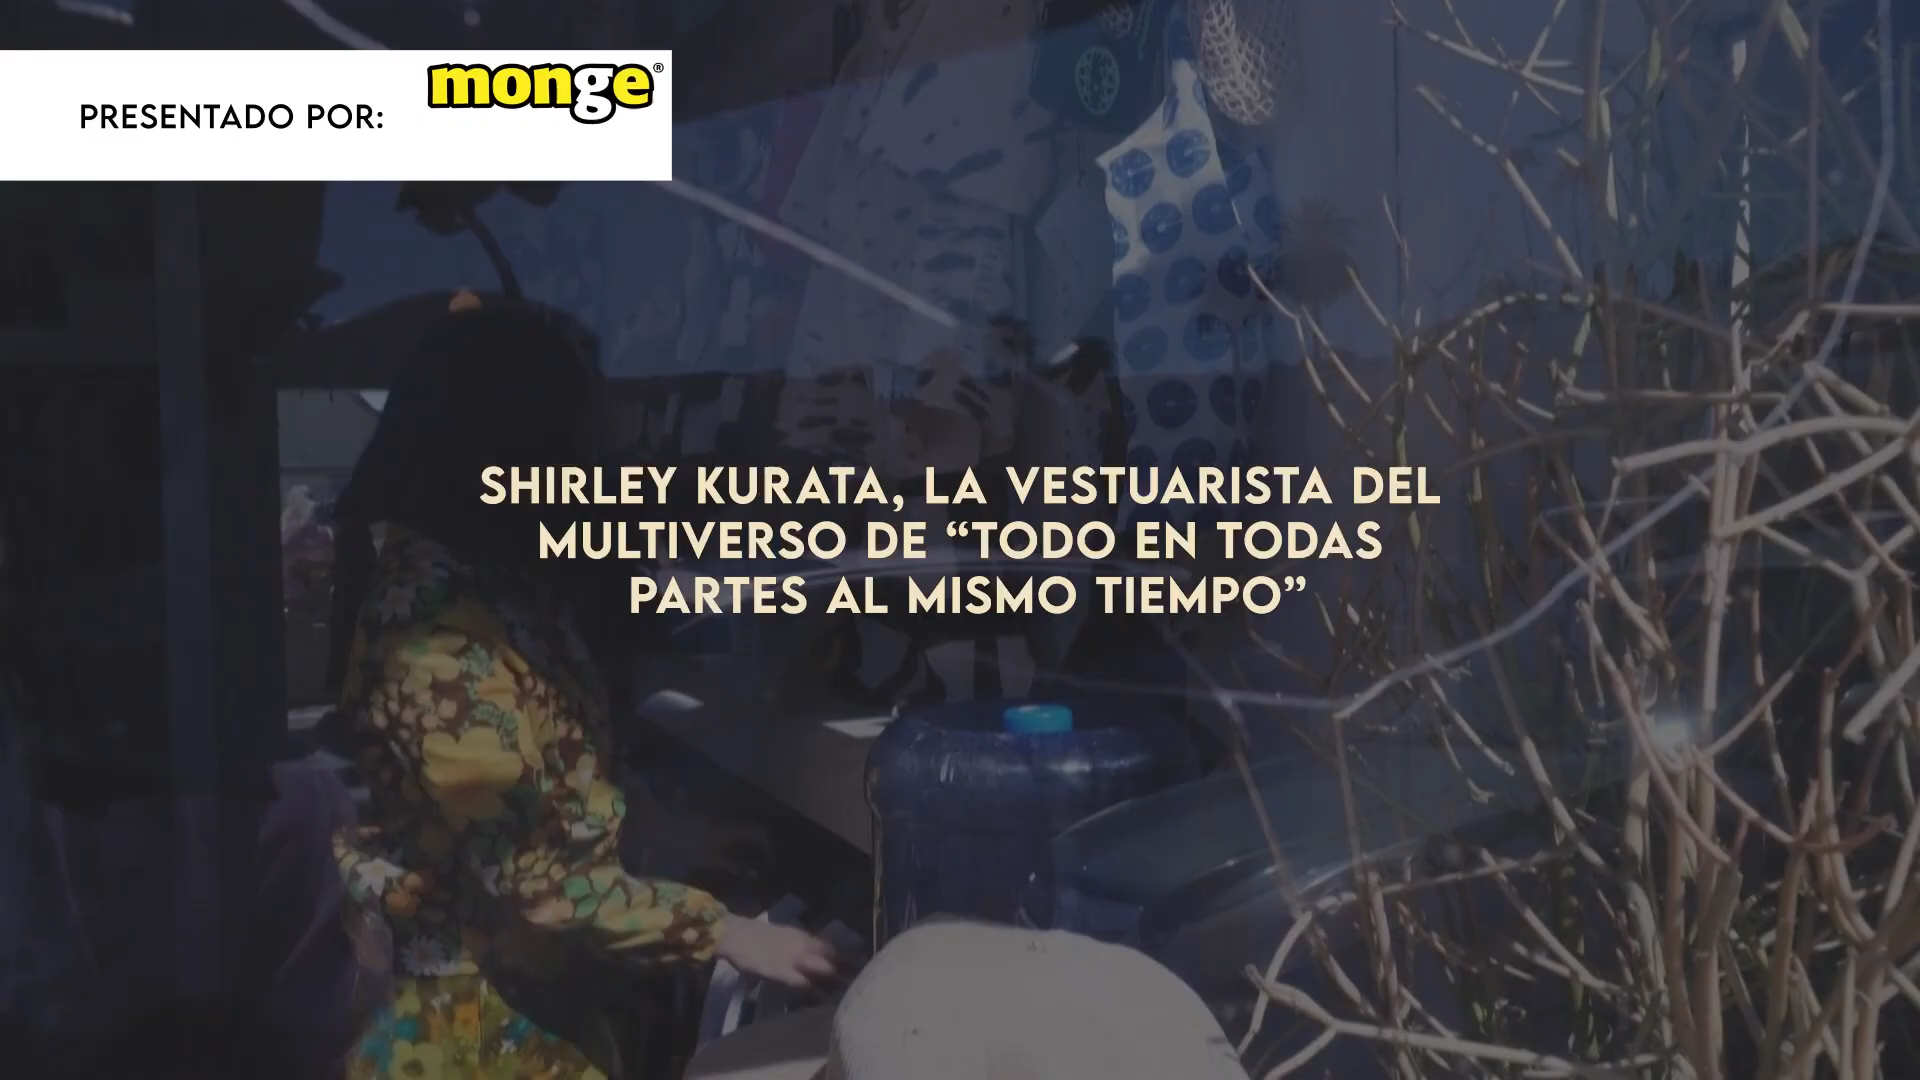 PRESENTADO POR:
monge®
SHIRLEY KURATA, LA VESTUARISTA DEL
MULTIVERSO DE “TODO EN TODAS
PARTES AL MISMO TIEMPO”